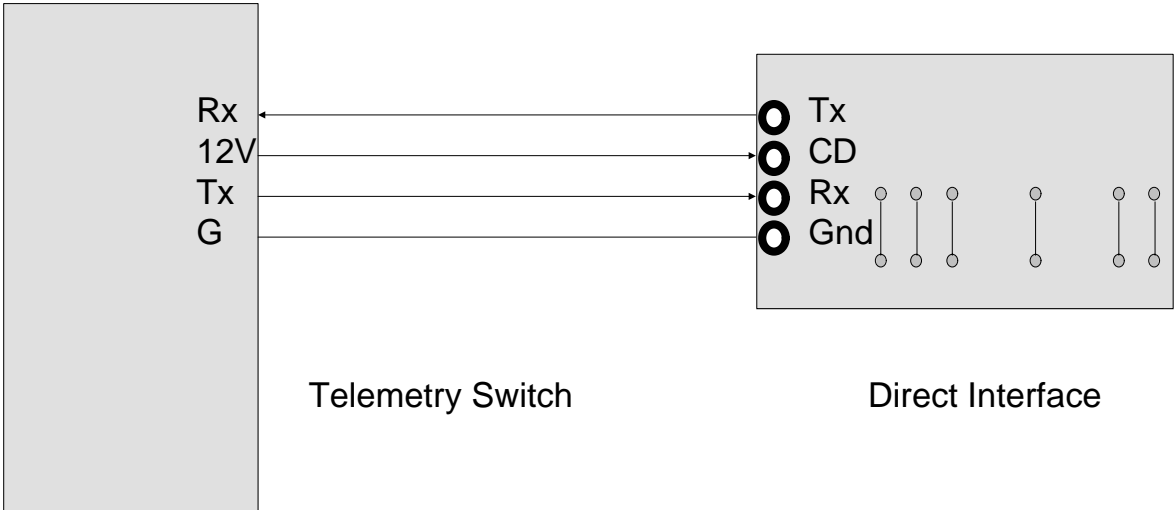 Rx
12V
Tx
G
Tx
CD
Rx
Gnd
Telemetry Switch
Direct Interface